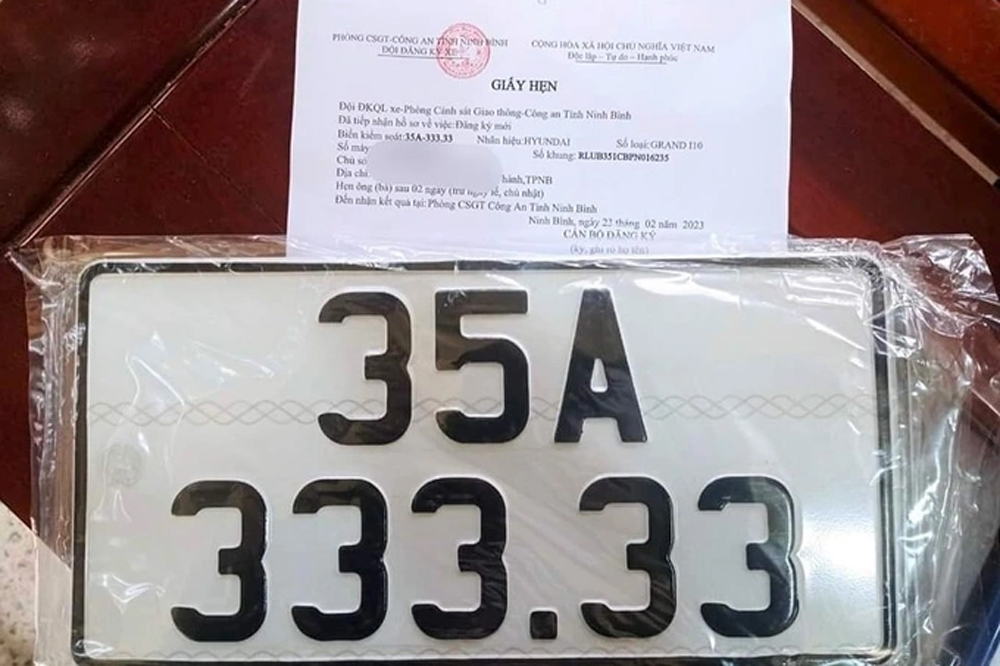 PHÒNG CSGT-CÔNG AN TỈNH NINH BÌNH
ĐỘI ĐĂNG KÝ XE
CỘNG HÒA XÃ HỘI CHỦ NGHĨA VIỆT NAM
Độc lập – Tự do – Hạnh phúc
GIẤY HẸN
Đội ĐKQL xe-Phòng Cảnh sát Giao thông-Công an Tỉnh Ninh Bình
Đã tiếp nhận hồ sơ về việc:Đăng ký mới
Biển kiểm soát:35A-333.33 Nhãn hiệu:HYUNDAI Số loại:GRAND I10
Số máy Số khung: RLUB351CBPN016235
Chủ sở
Địa chỉ: hành,TPNB
Hẹn ông (bà) sau 02 ngày (trừ ngày lễ, chủ nhật)
Đến nhận kết quả tại: Phòng CSGT Công An Tỉnh Ninh Bình
Ninh Bình, ngày 22 tháng 02 năm 2023
CÁN BỘ ĐĂNG KÝ
(ký, ghi rõ họ tên)
35A
333.33